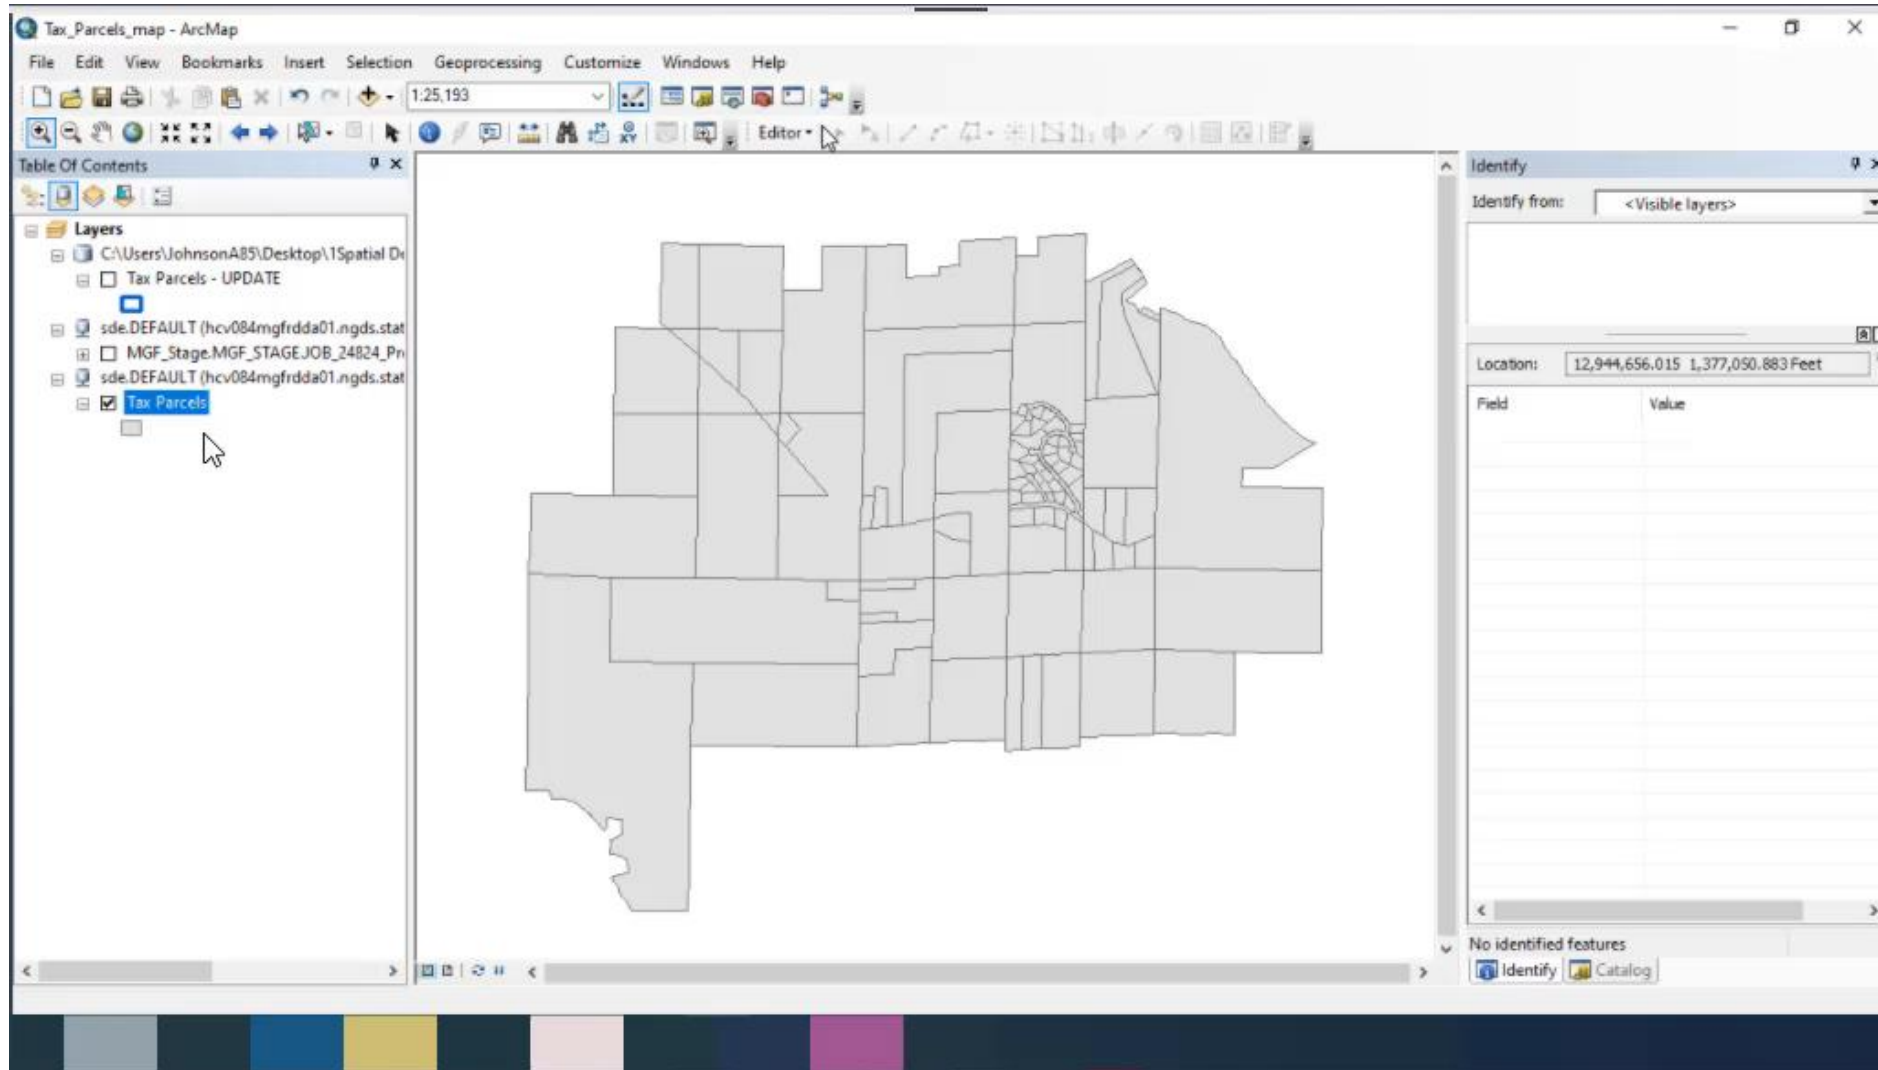 Tax_Parcels_map - ArcMap
File Edit View Bookmarks Insert Selection Geoprocessing Customize Windows Help
1:25,193
Editor
Table Of Contents
Layers
C:\Users\JohnsonA85\Desktop\1Spatial De
Tax Parcels - UPDATE
sde.DEFAULT (hcv084mgfrdda01.ngds.stat
MGF_Stage.MGF_STAGE.JOB_24824_Pr
sde.DEFAULT (hcv084mgfrdda01.ngds.stat
Tax Parcels
Identify
Identify from: <Visible layers>
Location: 12,944,656.015 1,377,050.883 Feet
Field Value
No identified features
Identify Catalog